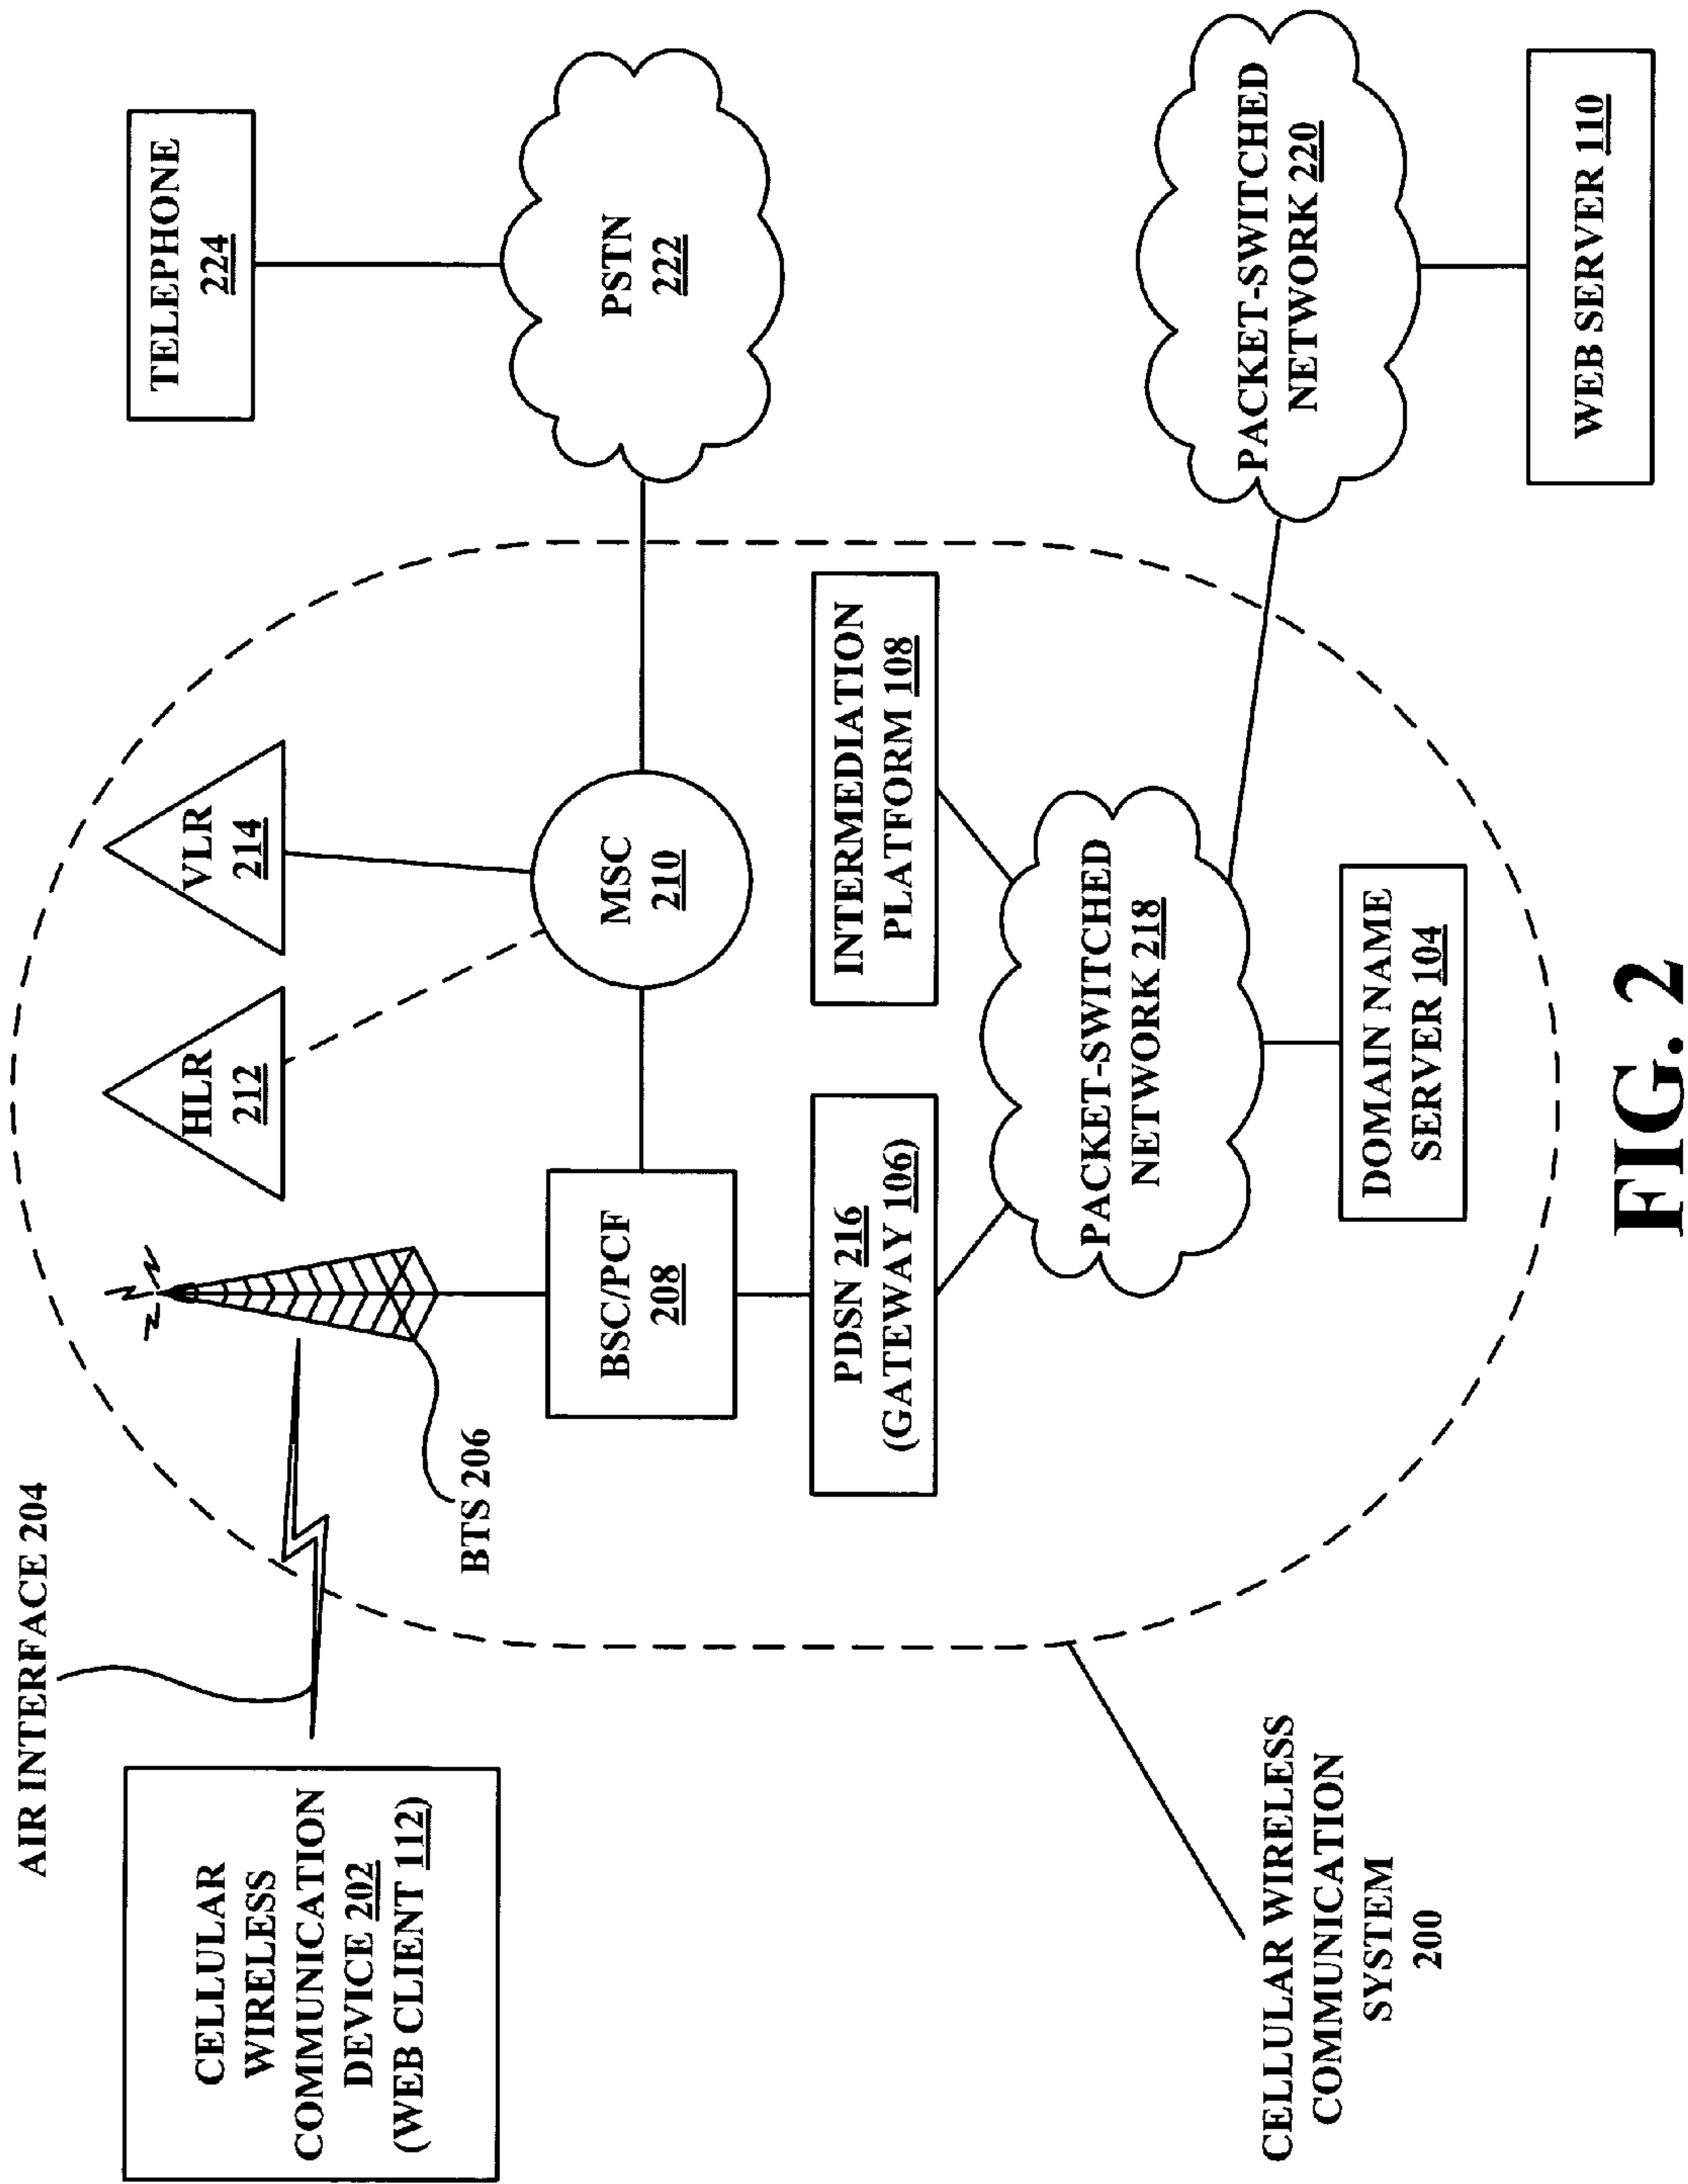 AIR INTERFACE 204
CELLULAR
WIRELESS
COMMUNICATION
DEVICE 202
(WEB CLIENT 112)
BTS 206
HLR
212
VLR
214
TELEPHONE
224
BSC/PCF
208
MSC
210
PSTN
222
PDSN 216
(GATEWAY 106)
INTERMEDIATION
PLATFORM 108
PACKET-SWITCHED
NETWORK 218
PACKET-SWITCHED
NETWORK 220
DOMAIN NAME
SERVER 104
WEB SERVER 110
CELLULAR WIRELESS
COMMUNICATION
SYSTEM
200
FIG. 2